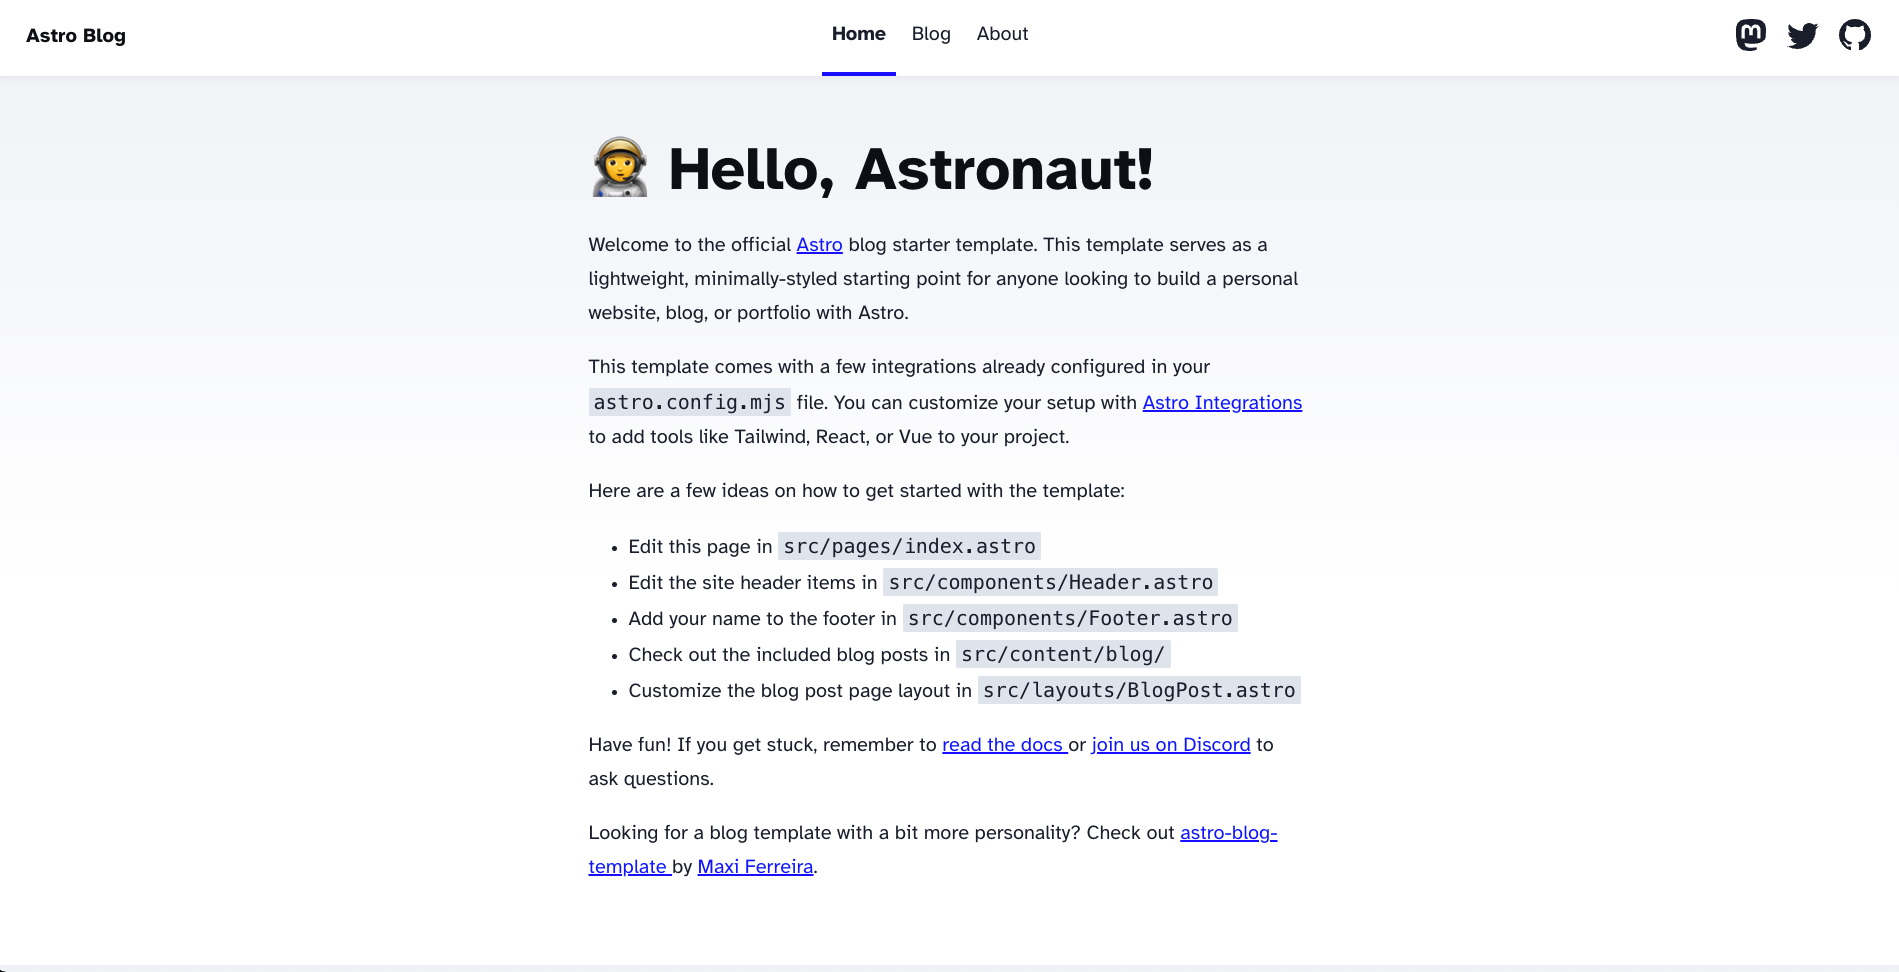 Astro Blog
Home Blog About
Hello, Astronaut!
Welcome to the official Astro blog starter template. This template serves as a
lightweight, minimally-styled starting point for anyone looking to build a personal
website, blog, or portfolio with Astro.
This template comes with a few integrations already configured in your
astro.config.mjs file. You can customize your setup with Astro Integrations
to add tools like Tailwind, React, or Vue to your project.
Here are a few ideas on how to get started with the template:
• Edit this page in src/pages/index.astro
• Edit the site header items in src/components/Header.astro
• Add your name to the footer in src/components/Footer.astro
• Check out the included blog posts in src/content/blog/
• Customize the blog post page layout in src/layouts/BlogPost.astro
Have fun! If you get stuck, remember to read the docs or join us on Discord to
ask questions.
Looking for a blog template with a bit more personality? Check out astro-blog-
template by Maxi Ferreira.